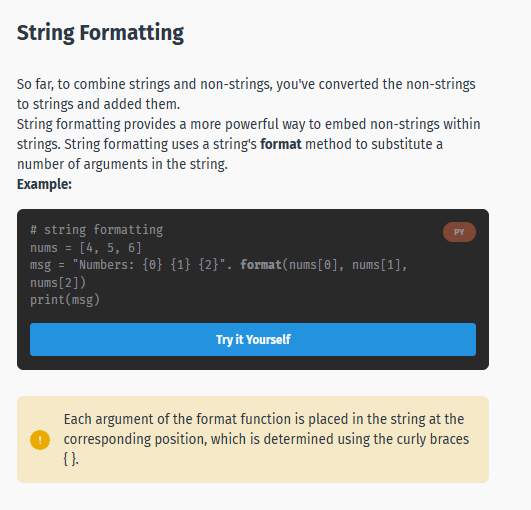 String Formatting
So far, to combine strings and non-strings, you've converted the non-strings
to strings and added them.
String formatting provides a more powerful way to embed non-strings within
strings. String formatting uses a string's format method to substitute a
number of arguments in the string.
Example:
# string formatting
PY
nums = [4, 5, 6]
msg = "Numbers: {0} {1} {2}". format(nums[0], nums[1],
nums[2])
print(msg)
Try it Yourself
Each argument of the format function is placed in the string at the
corresponding position, which is determined using the curly braces
{ }.